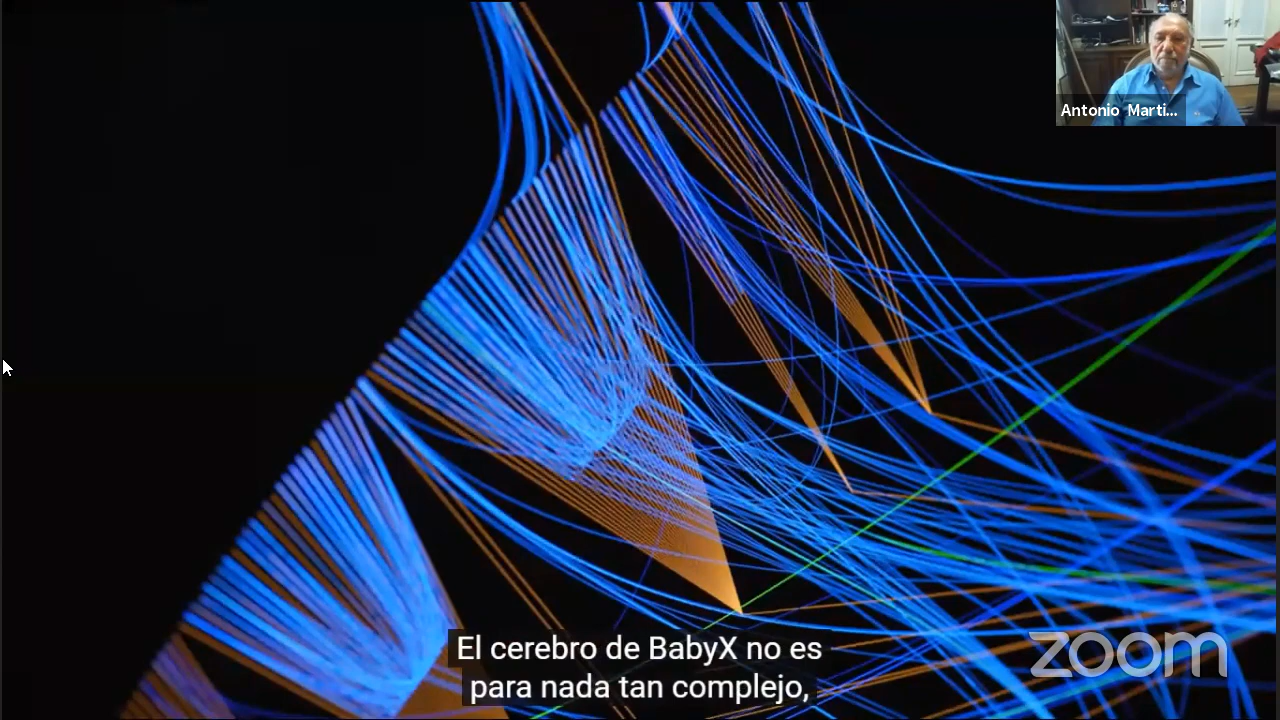 Antonio Marti...
El cerebro de BabyX no es
para nada tan complejo,
zoom